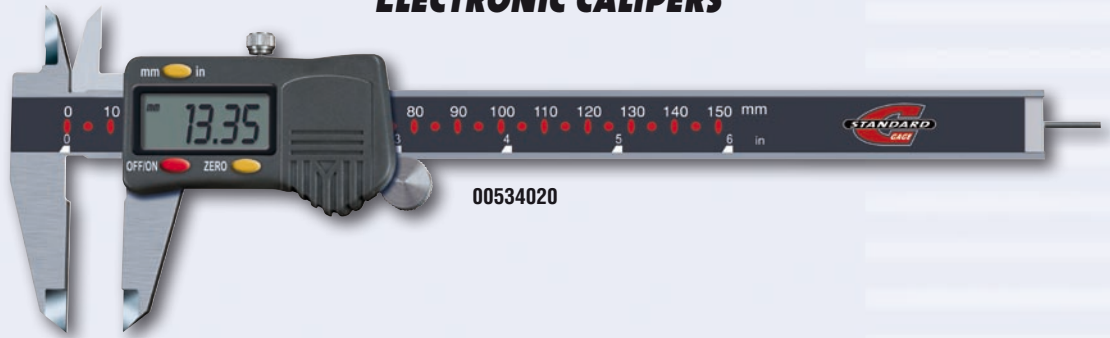 ELECTRONIC CALIPERS
mm in
mm 13.35
OFF/ON ZERO
0 10 80 90 100 110 120 130 140 150 mm
0 3 4 5 6 in
STANDARD
GAGE
00534020